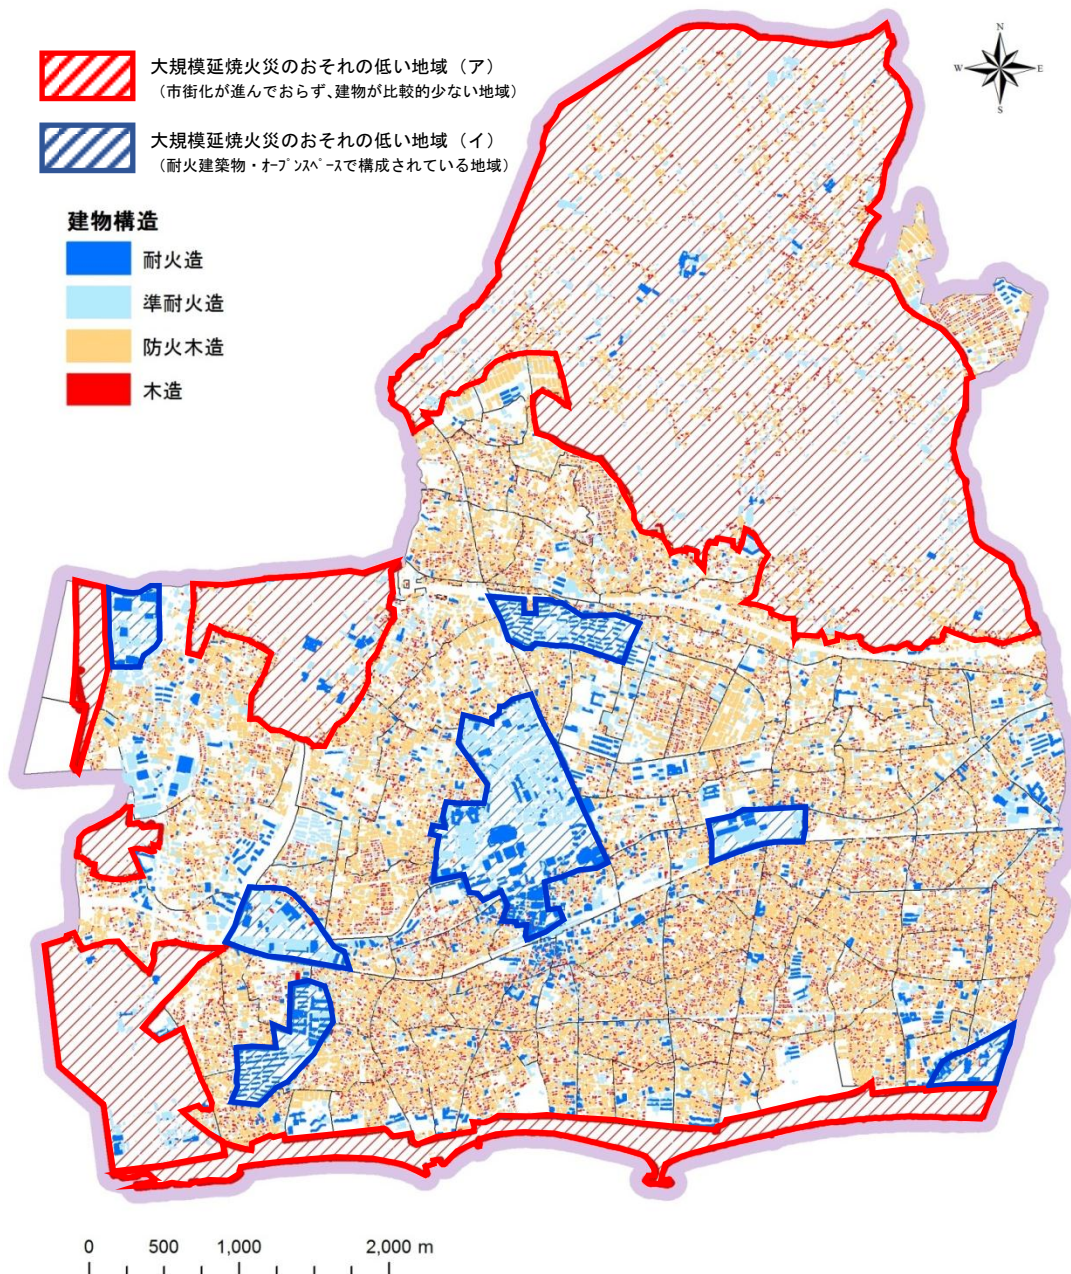 大規模延焼火災のおそれの低い地域（ア）
（市街化が進んでおらず、建物が比較的少ない地域）
大規模延焼火災のおそれの低い地域（イ）
（耐火建築物・ｵｰﾌﾟﾝｽﾍﾟｰｽで構成されている地域）
建物構造
耐火造
準耐火造
防火木造
木造
N
W
E
S
0 500 1,000 2,000 m